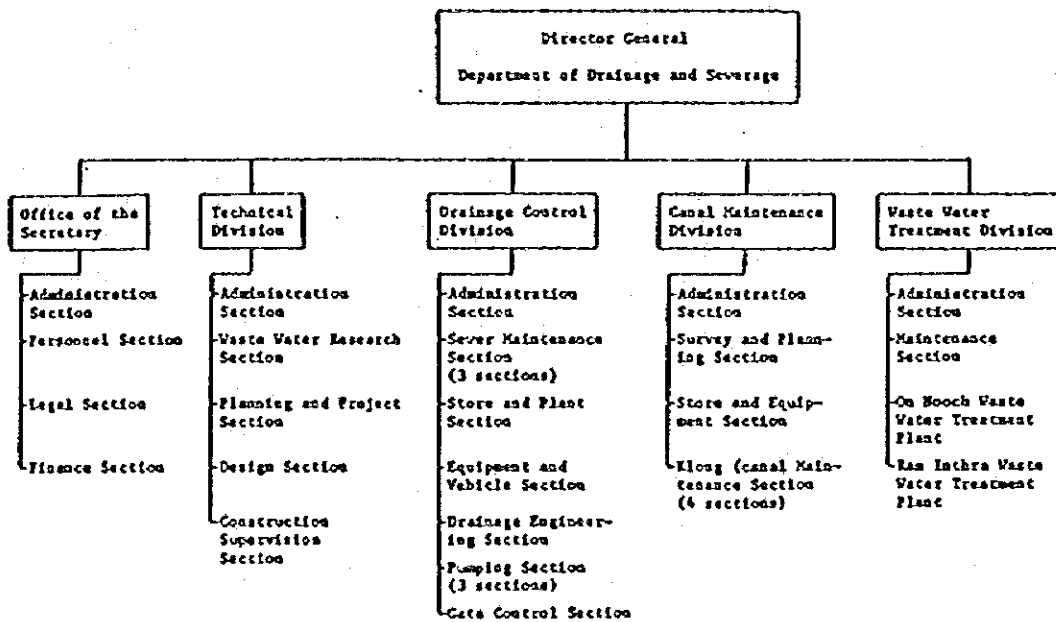 Director General
Department of Drainage and Sewerage
Office of the
Secretary
Technical
Division
Drainage Control
Division
Canal Maintenance
Division
Waste Water
Treatment Division
Administration
Section
Personnel Section
Legal Section
Finance Section
Administration
Section
Waste Water Research
Section
Planning and Project
Section
Design Section
Construction
Supervision
Section
Administration
Section
Sewer Maintenance
Section
(3 sections)
Store and Plant
Section
Equipment and
Vehicle Section
Drainage Engineer-
ing Section
Pumping Section
(3 sections)
Gate Control Section
Administration
Section
Survey and Plann-
ing Section
Store and Equip-
ment Section
Klong (canal Main-
tenance Section
(4 sections)
Administration
Section
Maintenance
Section
On Nooch Waste
Water Treatment
Plant
Ram Inthra Waste
Water Treatment
Plant